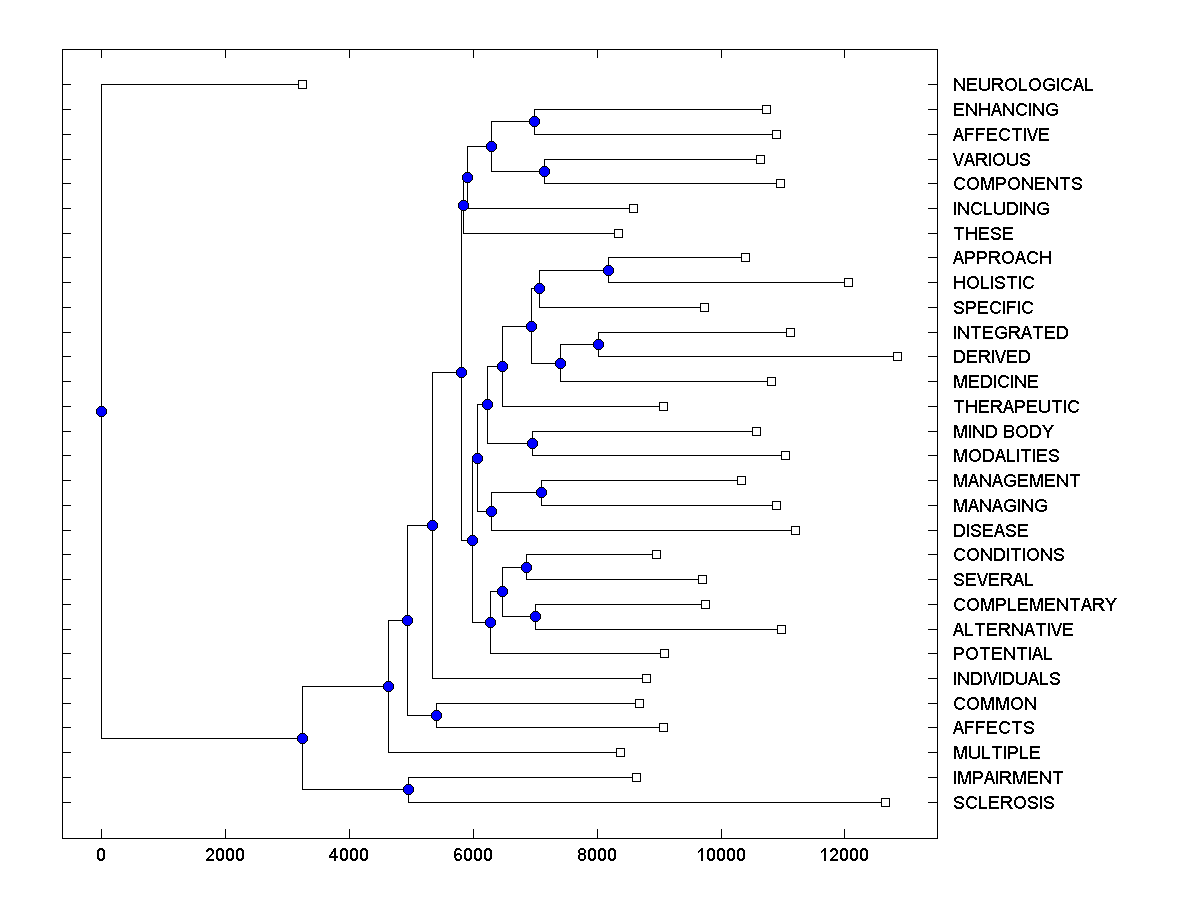 NEUROLOGICAL
ENHANCING
AFFECTIVE
VARIOUS
COMPONENTS
INCLUDING
THESE
APPROACH
HOLISTIC
SPECIFIC
INTEGRATED
DERIVED
MEDICINE
THERAPEUTIC
MIND BODY
MODALITIES
MANAGEMENT
MANAGING
DISEASE
CONDITIONS
SEVERAL
COMPLEMENTARY
ALTERNATIVE
POTENTIAL
INDIVIDUALS
COMMON
AFFECTS
MULTIPLE
IMPAIRMENT
SCLEROSIS
0 2000 4000 6000 8000 10000 12000